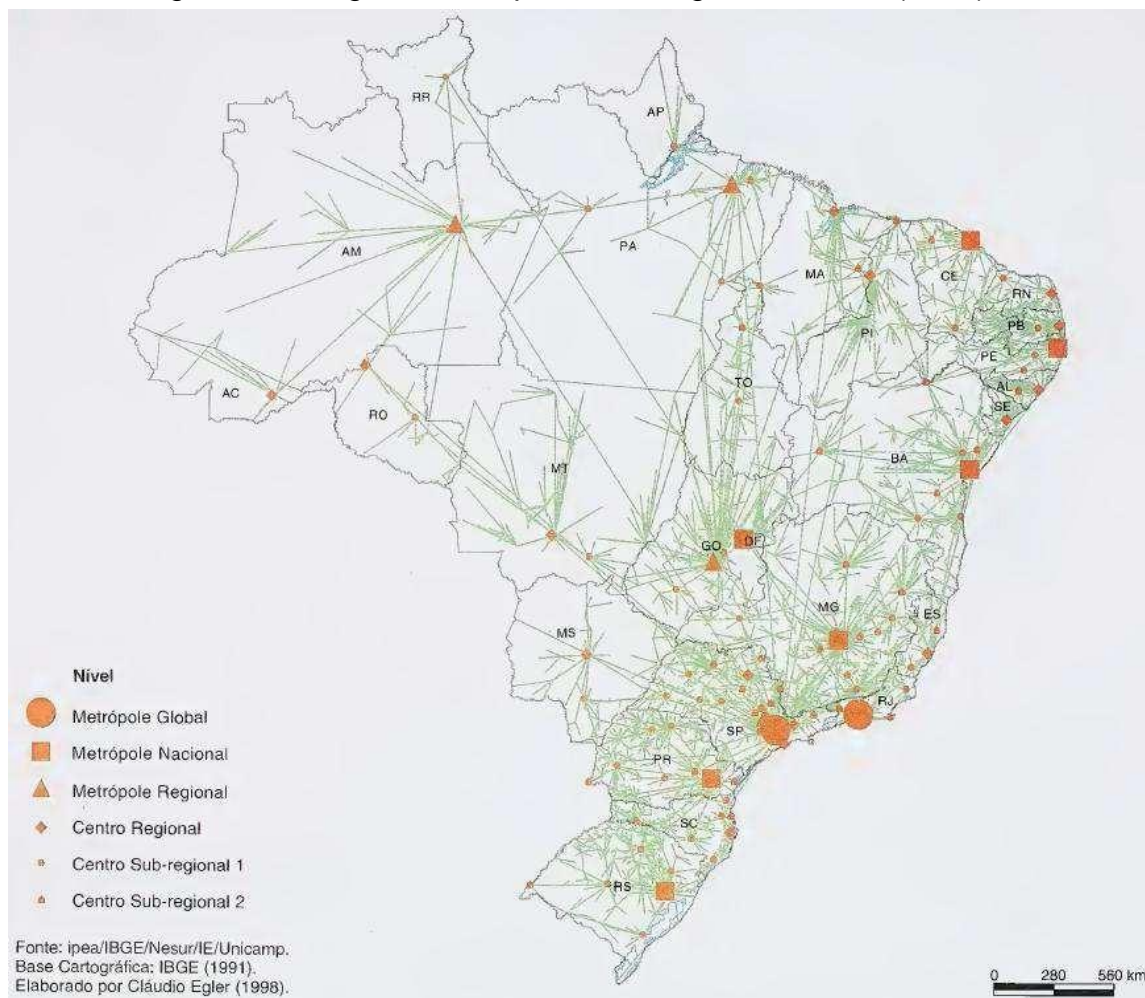 RR
AP
AM
PA
MA
CE
RN
PB
PE
PI
AL
SE
AC
RO
TO
BA
MT
GO
DF
MG
ES
MS
RJ
SP
PR
SC
RS
Nível
Metrópole Global
Metrópole Nacional
Metrópole Regional
Centro Regional
Centro Sub-regional 1
Centro Sub-regional 2
Fonte: ipea/IBGE/Nesur/IE/Unicamp.
Base Cartográfica: IBGE (1991).
Elaborado por Cláudio Egler (1998).
0 280 560 km